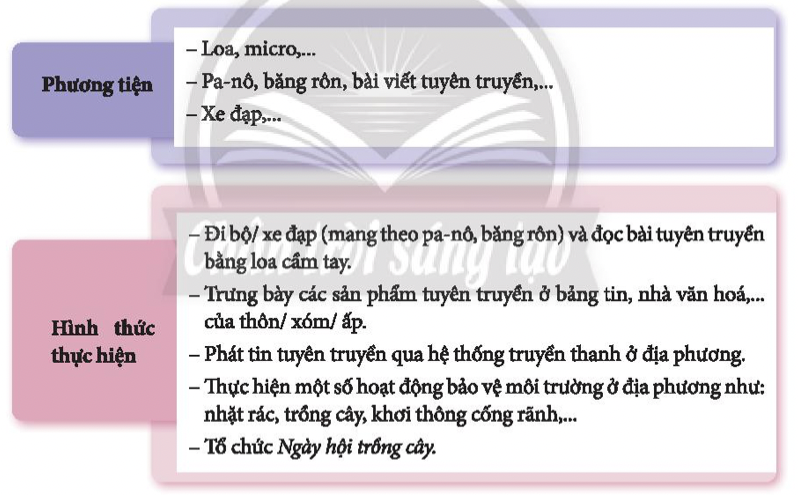 Phương tiện
– Loa, micro,...
– Pa-nô, băng rôn, bài viết tuyên truyền,...
– Xe đạp,...
Hình thức
thực hiện
– Đi bộ/ xe đạp (mang theo pa-nô, băng rôn) và đọc bài tuyên truyền
bằng loa cầm tay.
– Trưng bày các sản phẩm tuyên truyền ở bảng tin, nhà văn hoá,...
của thôn/ xóm/ ấp.
– Phát tin tuyên truyền qua hệ thống truyền thanh ở địa phương.
– Thực hiện một số hoạt động bảo vệ môi trường ở địa phương như:
nhặt rác, trồng cây, khơi thông cống rãnh,...
– Tổ chức Ngày hội trồng cây.
Chân trời sáng tạo